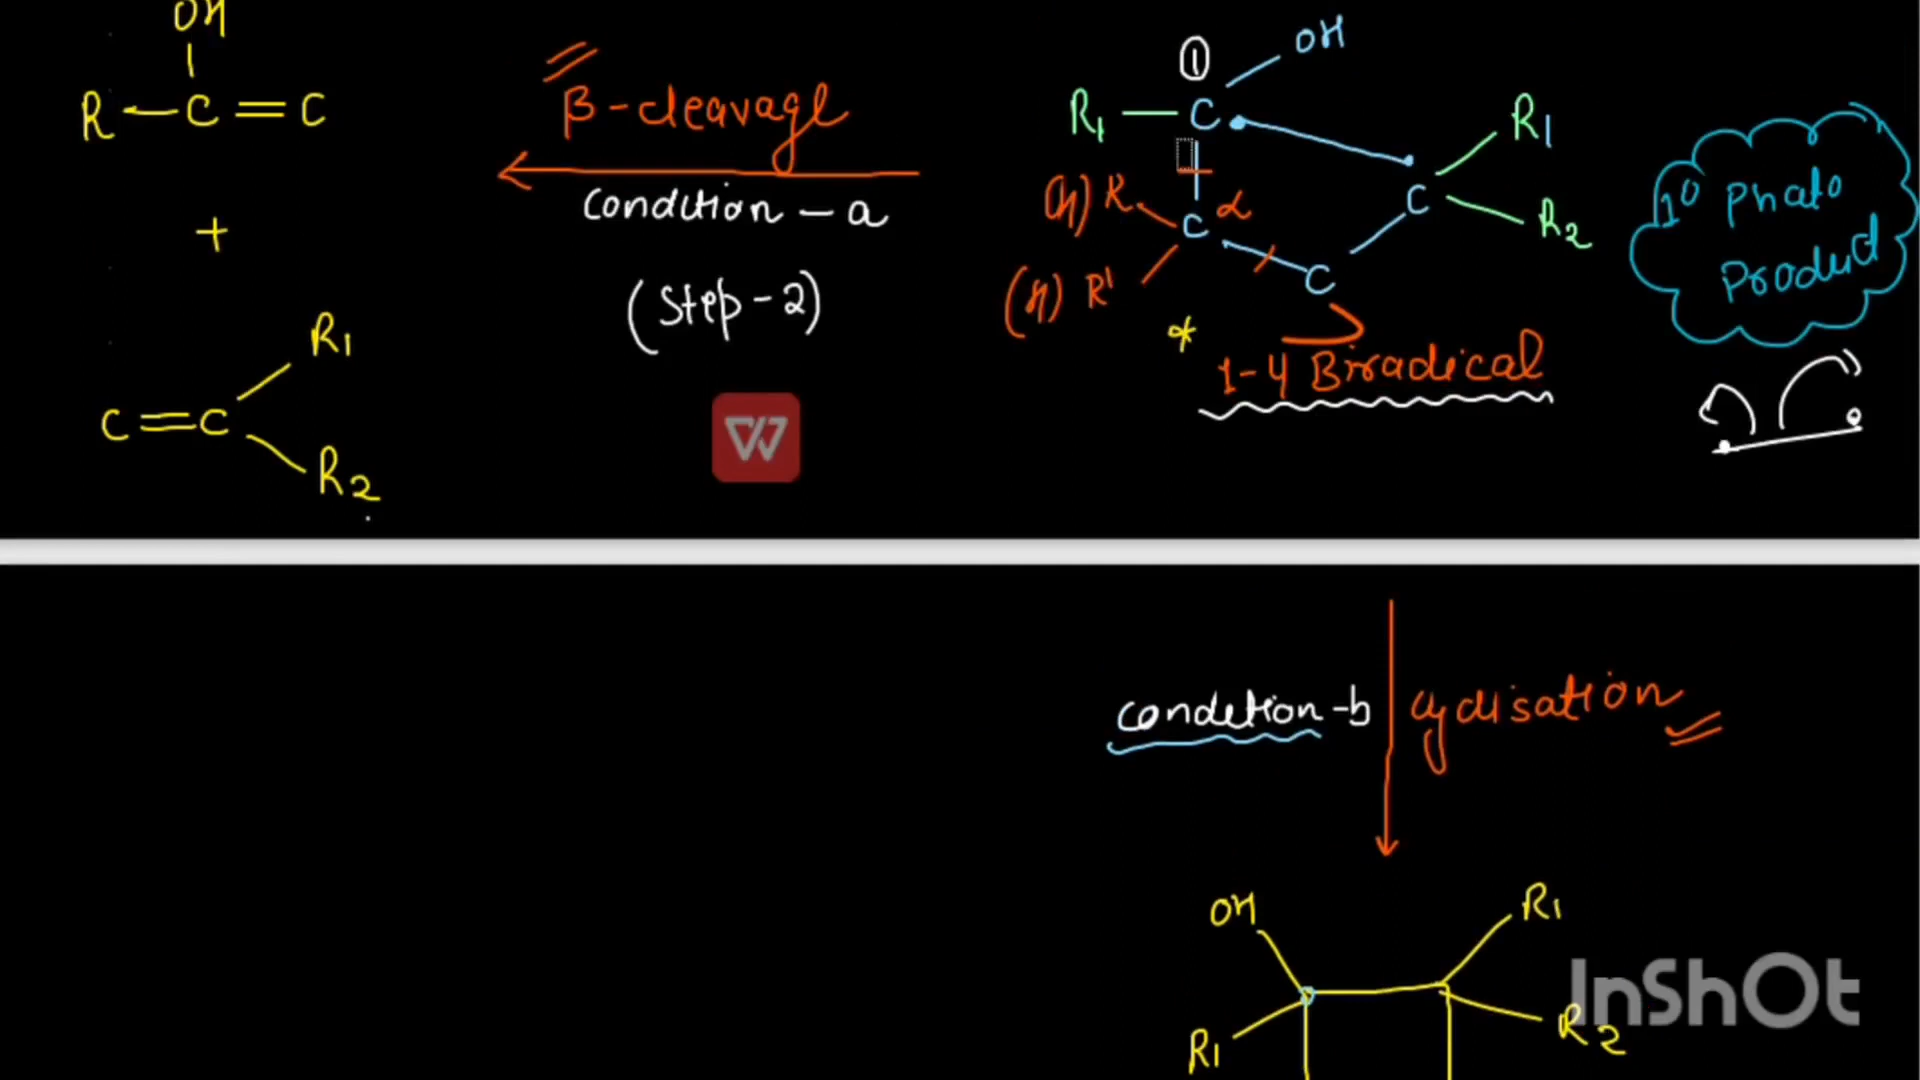 OH
R — C = C
+
R1
C = C
R2
β - cleavage
condition - a
(Step - 2)
①
OH
R1 — C
R1
(H) R
C α
C
R2
(H) R'
C
*
1-4 Biradical
1° Photo
Product
W
condition - b
cyclisation
OH
R1
R1
R2
InShOt